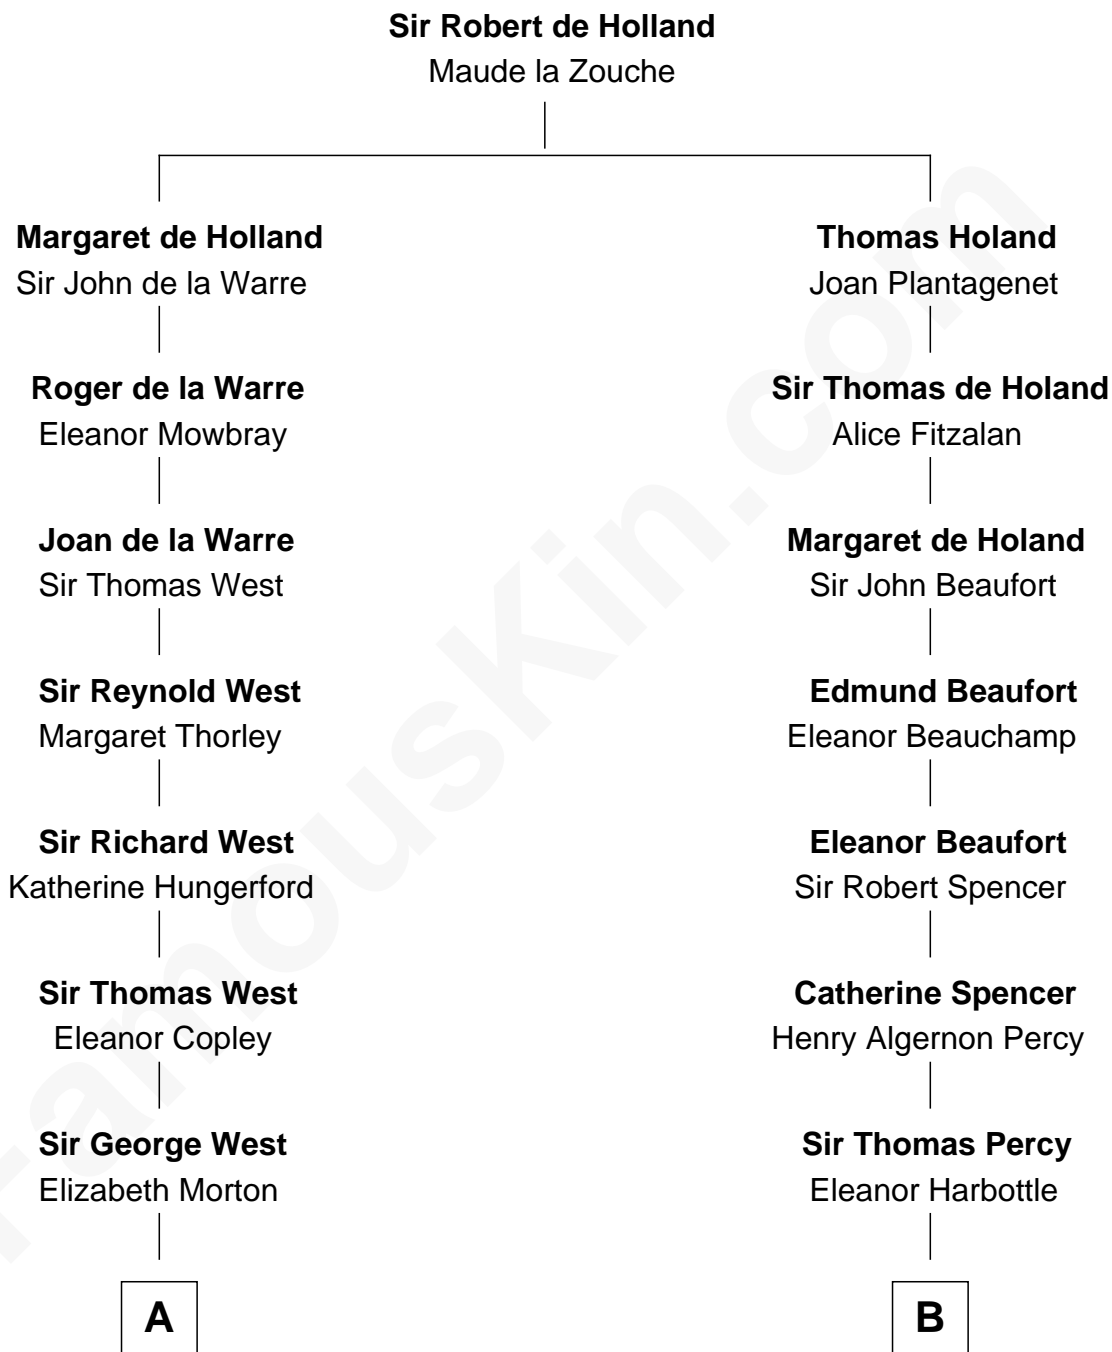 Sir Robert de Holland
Maude la Zouche
Margaret de Holland
Sir John de la Warre
Thomas Holand
Joan Plantagenet
Roger de la Warre
Eleanor Mowbray
Sir Thomas de Holand
Alice Fitzalan
Joan de la Warre
Sir Thomas West
Margaret de Holand
Sir John Beaufort
Sir Reynold West
Margaret Thorley
Edmund Beaufort
Eleanor Beauchamp
Sir Richard West
Katherine Hungerford
Eleanor Beaufort
Sir Robert Spencer
Sir Thomas West
Eleanor Copley
Catherine Spencer
Henry Algernon Percy
Sir George West
Elizabeth Morton
Sir Thomas Percy
Eleanor Harbottle
A
B
FamousKin.com